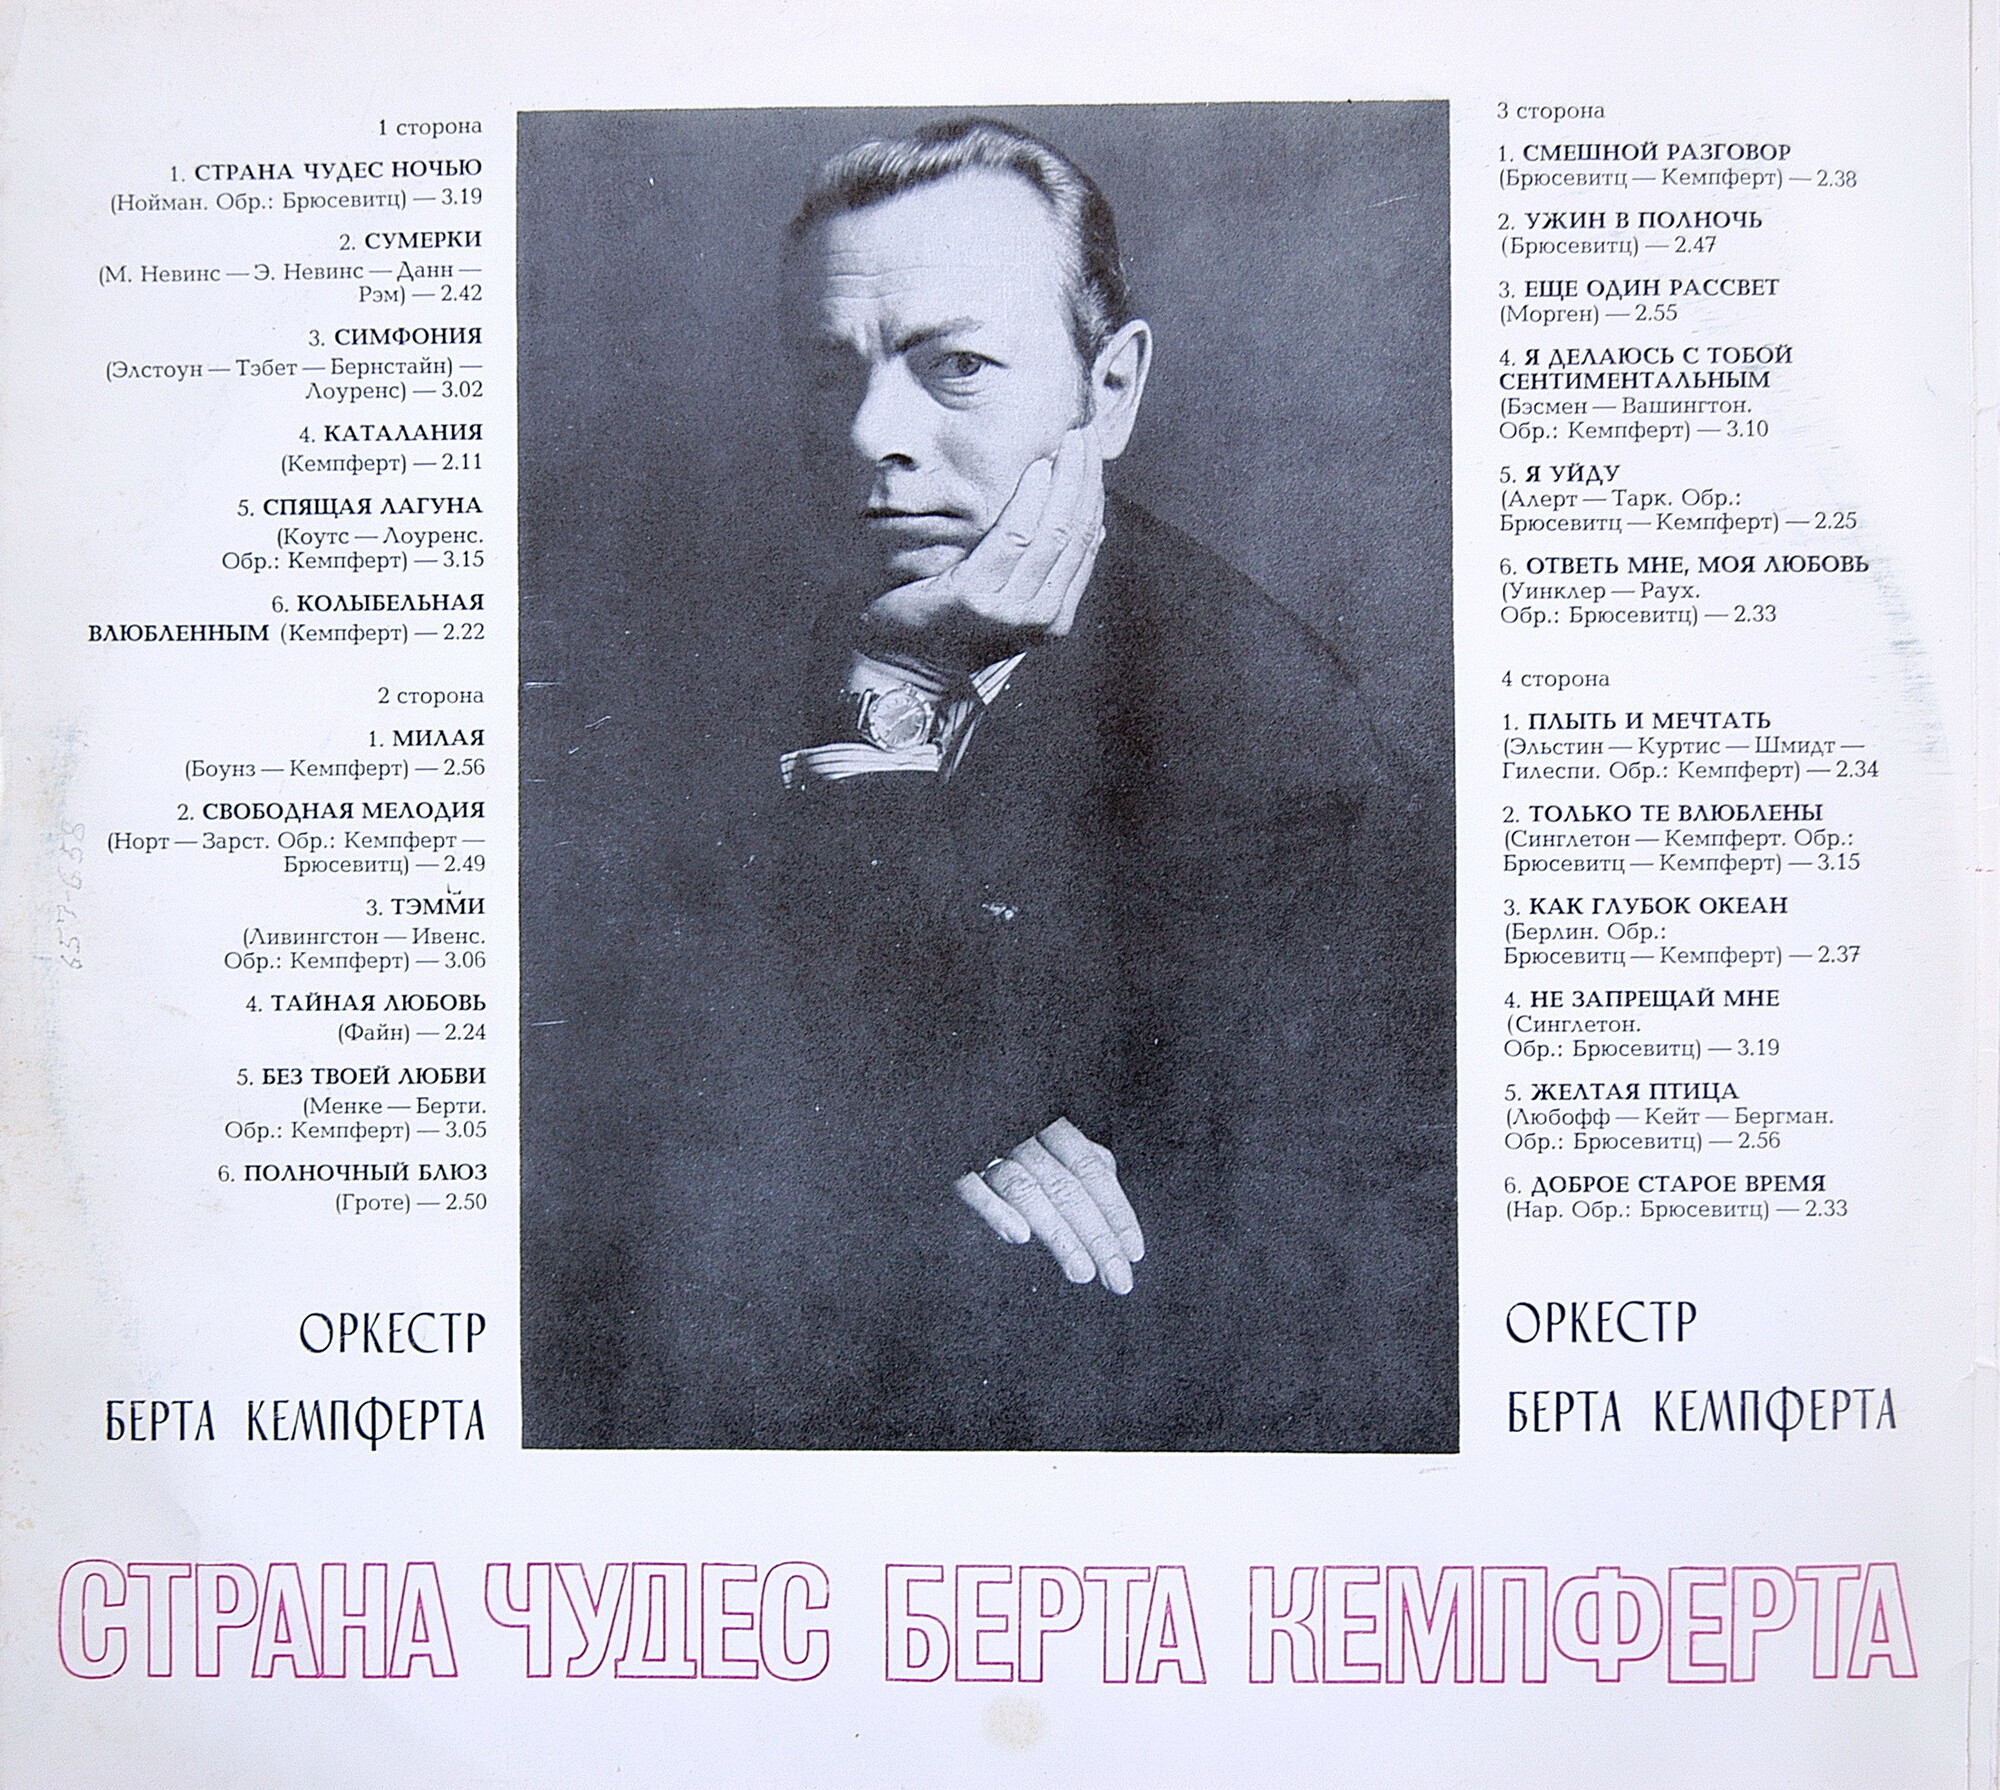 1 сторона
1. СТРАНА ЧУДЕС НОЧЬЮ
(Нойман. Обр.: Брюсевитц) — 3.19
2. СУМЕРКИ
(М. Невинс — Э. Невинс — Данн —
Рэм) — 2.42
3. СИМФОНИЯ
(Элстоун — Тэбет — Бернстайн) —
Лоуренс) — 3.02
4. КАТАЛАНИЯ
(Кемпферт) — 2.11
5. СПЯЩАЯ ЛАГУНА
(Коутс — Лоуренс.
Обр.: Кемпферт) — 3.15
6. КОЛЫБЕЛЬНАЯ
ВЛЮБЛЕННЫМ (Кемпферт) — 2.22
2 сторона
1. МИЛАЯ
(Боунз — Кемпферт) — 2.56
2. СВОБОДНАЯ МЕЛОДИЯ
(Норт — Зарст. Обр.: Кемпферт —
Брюсевитц) — 2.49
3. ТЭММИ
(Ливингстон — Ивенс.
Обр.: Кемпферт) — 3.06
4. ТАЙНАЯ ЛЮБОВЬ
(Файн) — 2.24
5. БЕЗ ТВОЕЙ ЛЮБВИ
(Менке — Берти.
Обр.: Кемпферт) — 3.05
6. ПОЛНОЧНЫЙ БЛЮЗ
(Гроте) — 2.50
ОРКЕСТР
БЕРТА КЕМПФЕРТА
657-658
3 сторона
1. СМЕШНОЙ РАЗГОВОР
(Брюсевитц — Кемпферт) — 2.38
2. УЖИН В ПОЛНОЧЬ
(Брюсевитц) — 2.47
3. ЕЩЕ ОДИН РАССВЕТ
(Морген) — 2.55
4. Я ДЕЛАЮСЬ С ТОБОЙ
СЕНТИМЕНТАЛЬНЫМ
(Бэсмен — Вашингтон.
Обр.: Кемпферт) — 3.10
5. Я УЙДУ
(Алерт — Тарк. Обр.:
Брюсевитц — Кемпферт) — 2.25
6. ОТВЕТЬ МНЕ, МОЯ ЛЮБОВЬ
(Уинклер — Раух.
Обр.: Брюсевитц) — 2.33
4 сторона
1. ПЛЫТЬ И МЕЧТАТЬ
(Эльстин — Куртис — Шмидт —
Гилеспи. Обр.: Кемпферт) — 2.34
2. ТОЛЬКО ТЕ ВЛЮБЛЕНЫ
(Синглетон — Кемпферт. Обр.:
Брюсевитц — Кемпферт) — 3.15
3. КАК ГЛУБОК ОКЕАН
(Берлин. Обр.:
Брюсевитц — Кемпферт) — 2.37
4. НЕ ЗАПРЕЩАЙ МНЕ
(Синглетон.
Обр.: Брюсевитц) — 3.19
5. ЖЕЛТАЯ ПТИЦА
(Любофф — Кейт — Бергман.
Обр.: Брюсевитц) — 2.56
6. ДОБРОЕ СТАРОЕ ВРЕМЯ
(Нар. Обр.: Брюсевитц) — 2.33
ОРКЕСТР
БЕРТА КЕМПФЕРТА
СТРАНА ЧУДЕС БЕРТА КЕМПФЕРТА